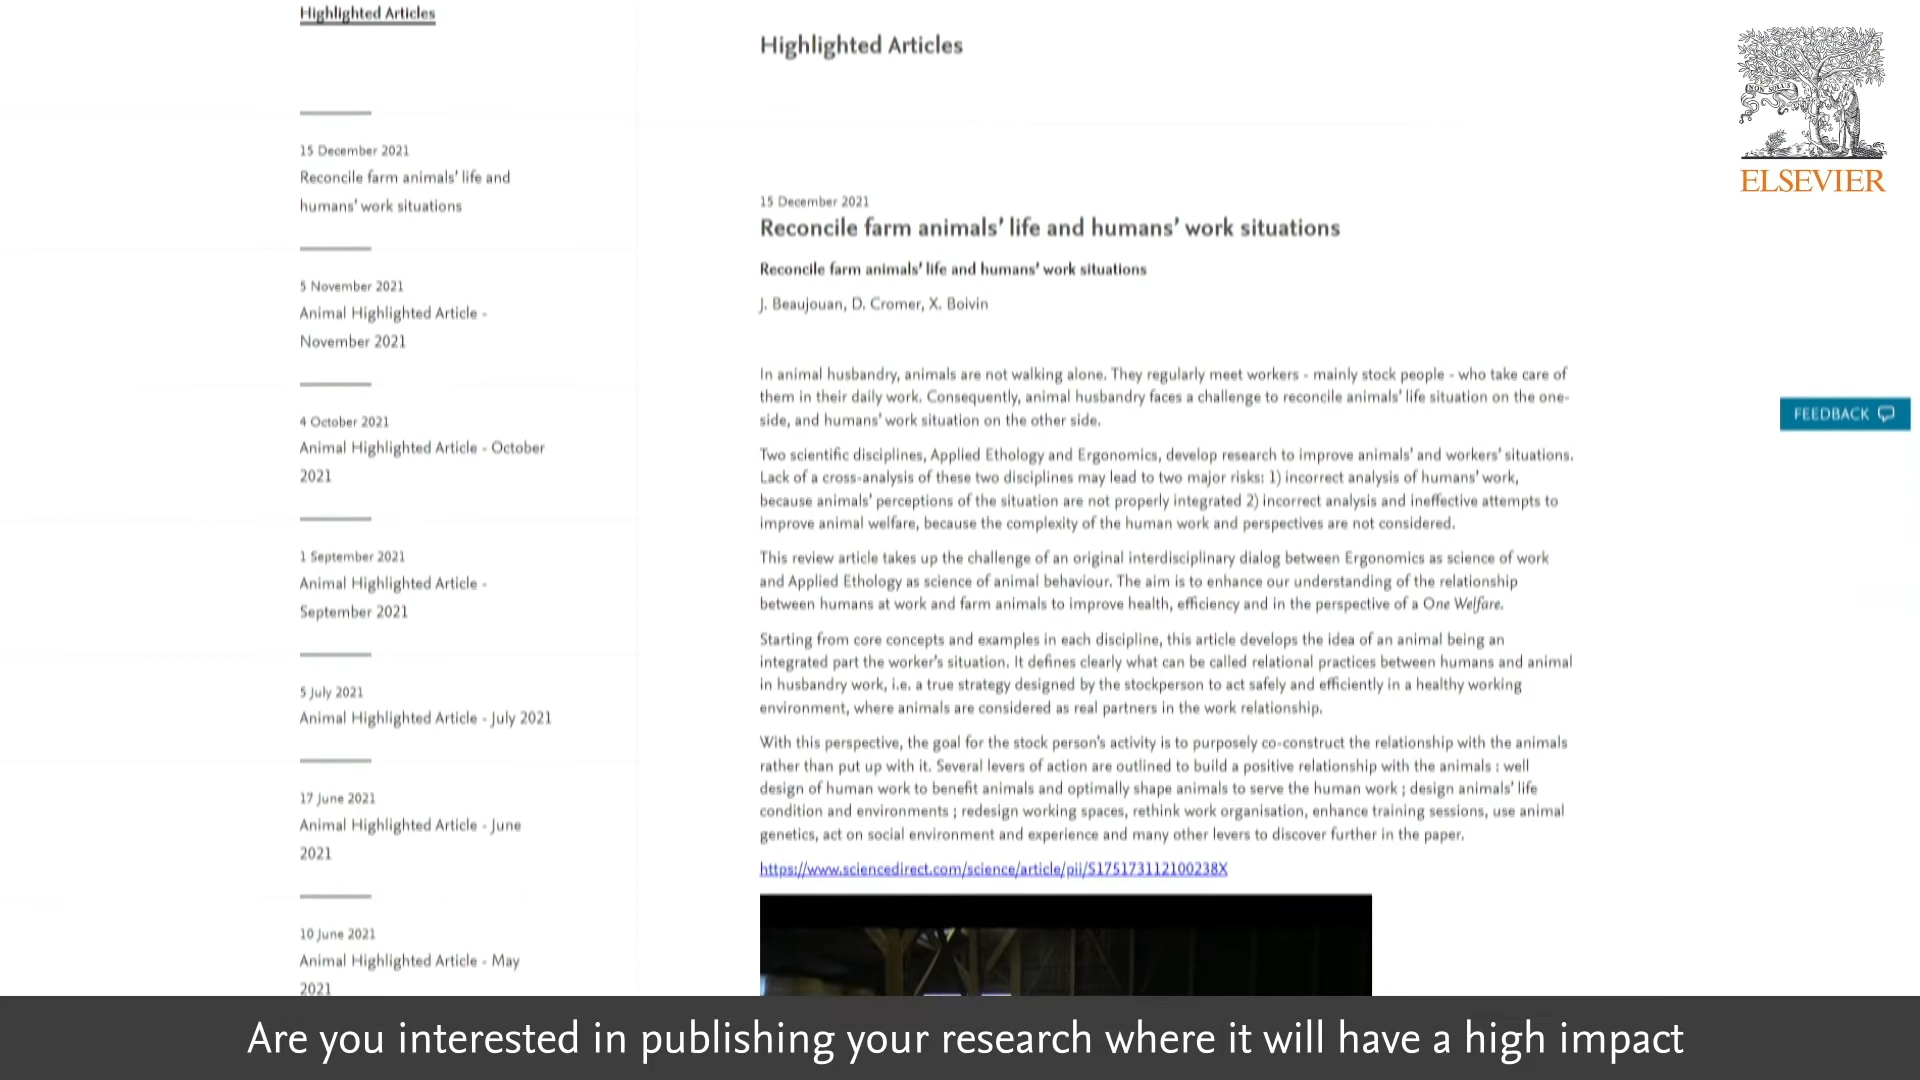 Highlighted Articles
15 December 2021
Reconcile farm animals' life and
humans' work situations
5 November 2021
Animal Highlighted Article -
November 2021
4 October 2021
Animal Highlighted Article - October
2021
1 September 2021
Animal Highlighted Article -
September 2021
5 July 2021
Animal Highlighted Article - July 2021
17 June 2021
Animal Highlighted Article - June
2021
10 June 2021
Animal Highlighted Article - May
2021
Highlighted Articles
15 December 2021
Reconcile farm animals' life and humans' work situations
Reconcile farm animals' life and humans' work situations
J. Beaujouan, D. Cromer, X. Boivin
In animal husbandry, animals are not walking alone. They regularly meet workers - mainly stock people - who take care of
them in their daily work. Consequently, animal husbandry faces a challenge to reconcile animals' life situation on the one-
side, and humans' work situation on the other side.
Two scientific disciplines, Applied Ethology and Ergonomics, develop research to improve animals' and workers' situations.
Lack of a cross-analysis of these two disciplines may lead to two major risks: 1) incorrect analysis of humans' work,
because animals' perceptions of the situation are not properly integrated 2) incorrect analysis and ineffective attempts to
improve animal welfare, because the complexity of the human work and perspectives are not considered.
This review article takes up the challenge of an original interdisciplinary dialog between Ergonomics as science of work
and Applied Ethology as science of animal behaviour. The aim is to enhance our understanding of the relationship
between humans at work and farm animals to improve health, efficiency and in the perspective of a One Welfare.
Starting from core concepts and examples in each discipline, this article develops the idea of an animal being an
integrated part the worker's situation. It defines clearly what can be called relational practices between humans and animal
in husbandry work, i.e. a true strategy designed by the stockperson to act safely and efficiently in a healthy working
environment, where animals are considered as real partners in the work relationship.
With this perspective, the goal for the stock person's activity is to purposely co-construct the relationship with the animals
rather than put up with it. Several levers of action are outlined to build a positive relationship with the animals : well
design of human work to benefit animals and optimally shape animals to serve the human work ; design animals' life
condition and environments ; redesign working spaces, rethink work organisation, enhance training sessions, use animal
genetics, act on social environment and experience and many other levers to discover further in the paper.
https://www.sciencedirect.com/science/article/pii/S175173112100238X
NON SOLUS
ELSEVIER
FEEDBACK
Are you interested in publishing your research where it will have a high impact